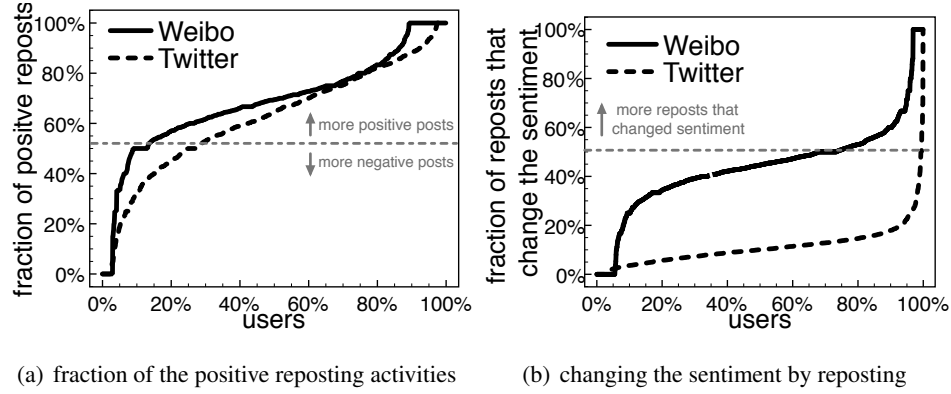 fraction of positive reposts
100%
80%
60%
40%
20%
0%
Weibo
Twitter
more positive posts
more negative posts
0% 20% 40% 60% 80% 100%
users
(a) fraction of the positive reposting activities
fraction of reposts that
change the sentiment
100%
80%
60%
40%
20%
0%
Weibo
Twitter
more reposts that
changed sentiment
0% 20% 40% 60% 80% 100%
users
(b) changing the sentiment by reposting